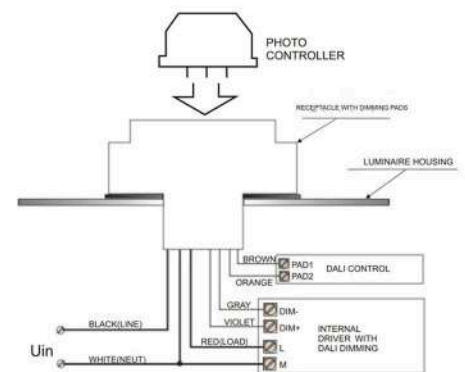 PHOTO
CONTROLLER
RECEPTACLE WITH DIMMING PADS
LUMINAIRE HOUSING
BROWN
PAD1
DALI CONTROL
PAD2
ORANGE
GRAY
DIM-
VIOLET
DIM+
INTERNAL
DRIVER WITH
DALI DIMMING
BLACK(LINE)
RED(LOAD)
L
Uin
WHITE(NEUT)
M